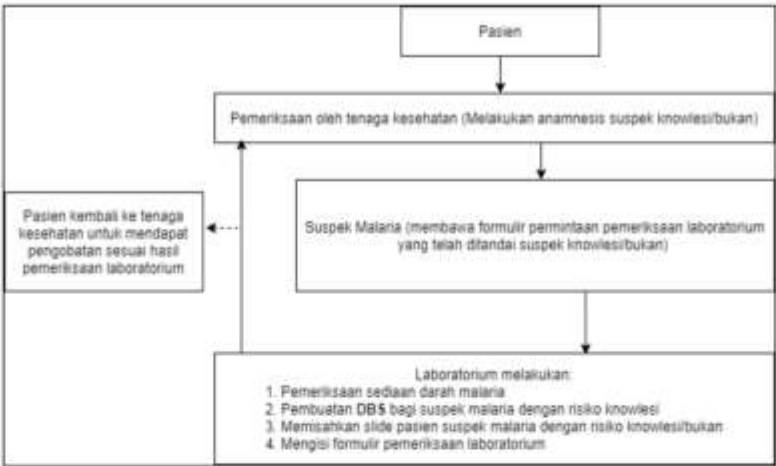 Pasien
Pemeriksaan oleh tenaga kesehatan (Melakukan anamnesis suspek knowlesi/bukan)
Pasien kembali ke tenaga
kesehatan untuk mendapat
pengobatan sesuai hasil
pemeriksaan laboratorium
Suspek Malaria (membawa formulir permintaan pemeriksaan laboratorium
yang telah ditandai suspek knowlesi/bukan)
Laboratorium melakukan:
1. Pemeriksaan sediaan darah malaria
2. Pembuatan DBS bagi suspek malaria dengan risiko knowlesi
3. Memisahkan slide pasien suspek malaria dengan risiko knowlesi/bukan
4. Mengisi formulir pemeriksaan laboratorium